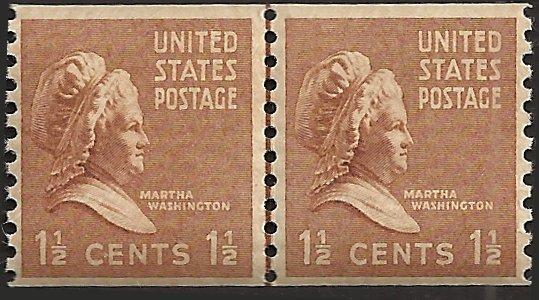 UNITED
STATES
POSTAGE
MARTHA
WASHINGTON
1½ CENTS 1½
UNITED
STATES
POSTAGE
MARTHA
WASHINGTON
1½ CENTS 1½